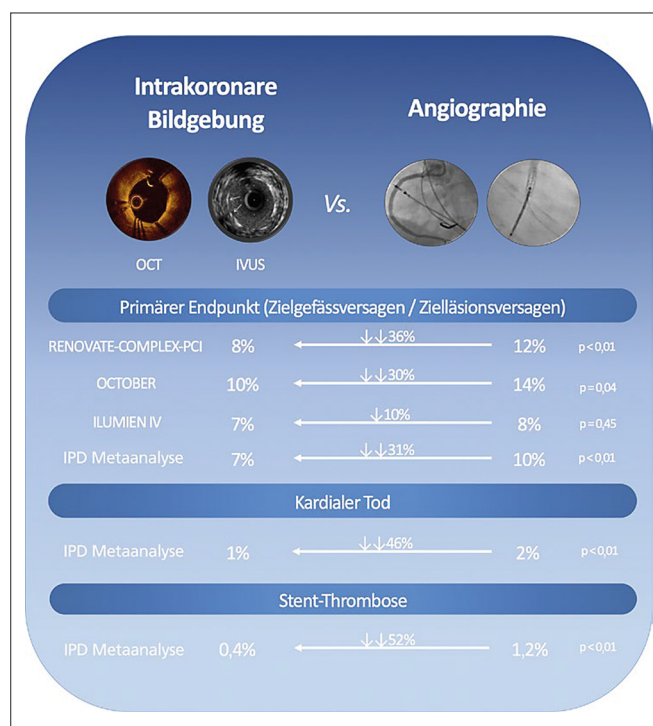 Intrakoronare
Bildgebung
Angiographie
Vs.
OCT
IVUS
Primärer Endpunkt (Zielgefässversagen / Zielläsionsversagen)
RENOVATE-COMPLEX-PCI 8% ↓↓36% 12% p<0,01
OCTOBER 10% ↓↓30% 14% p=0,04
ILUMIEN IV 7% ↓10% 8% p=0,45
IPD Metaanalyse 7% ↓↓31% 10% p<0,01
Kardialer Tod
IPD Metaanalyse 1% ↓↓46% 2% p<0,01
Stent-Thrombose
IPD Metaanalyse 0,4% ↓↓52% 1,2% p<0,01